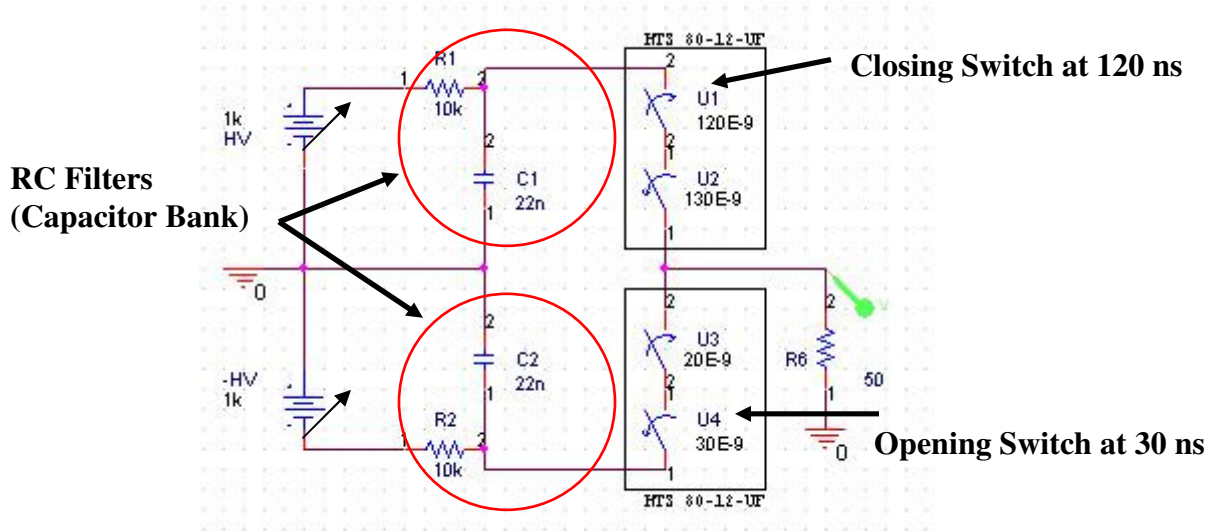 HTS 80-12-UF
R1
2
Closing Switch at 120 ns
1
2
U1
10k
120E-9
1k
HV
2
2
1
RC Filters
(Capacitor Bank)
C1
22n
U2
130E-9
1
1
0
2
2
2
V
-HV
1k
C2
22n
U3
20E-9
R6
50
1
2
1
1
R2
U4
30E-9
1
2
10k
0
Opening Switch at 30 ns
1
HTS 80-12-UF